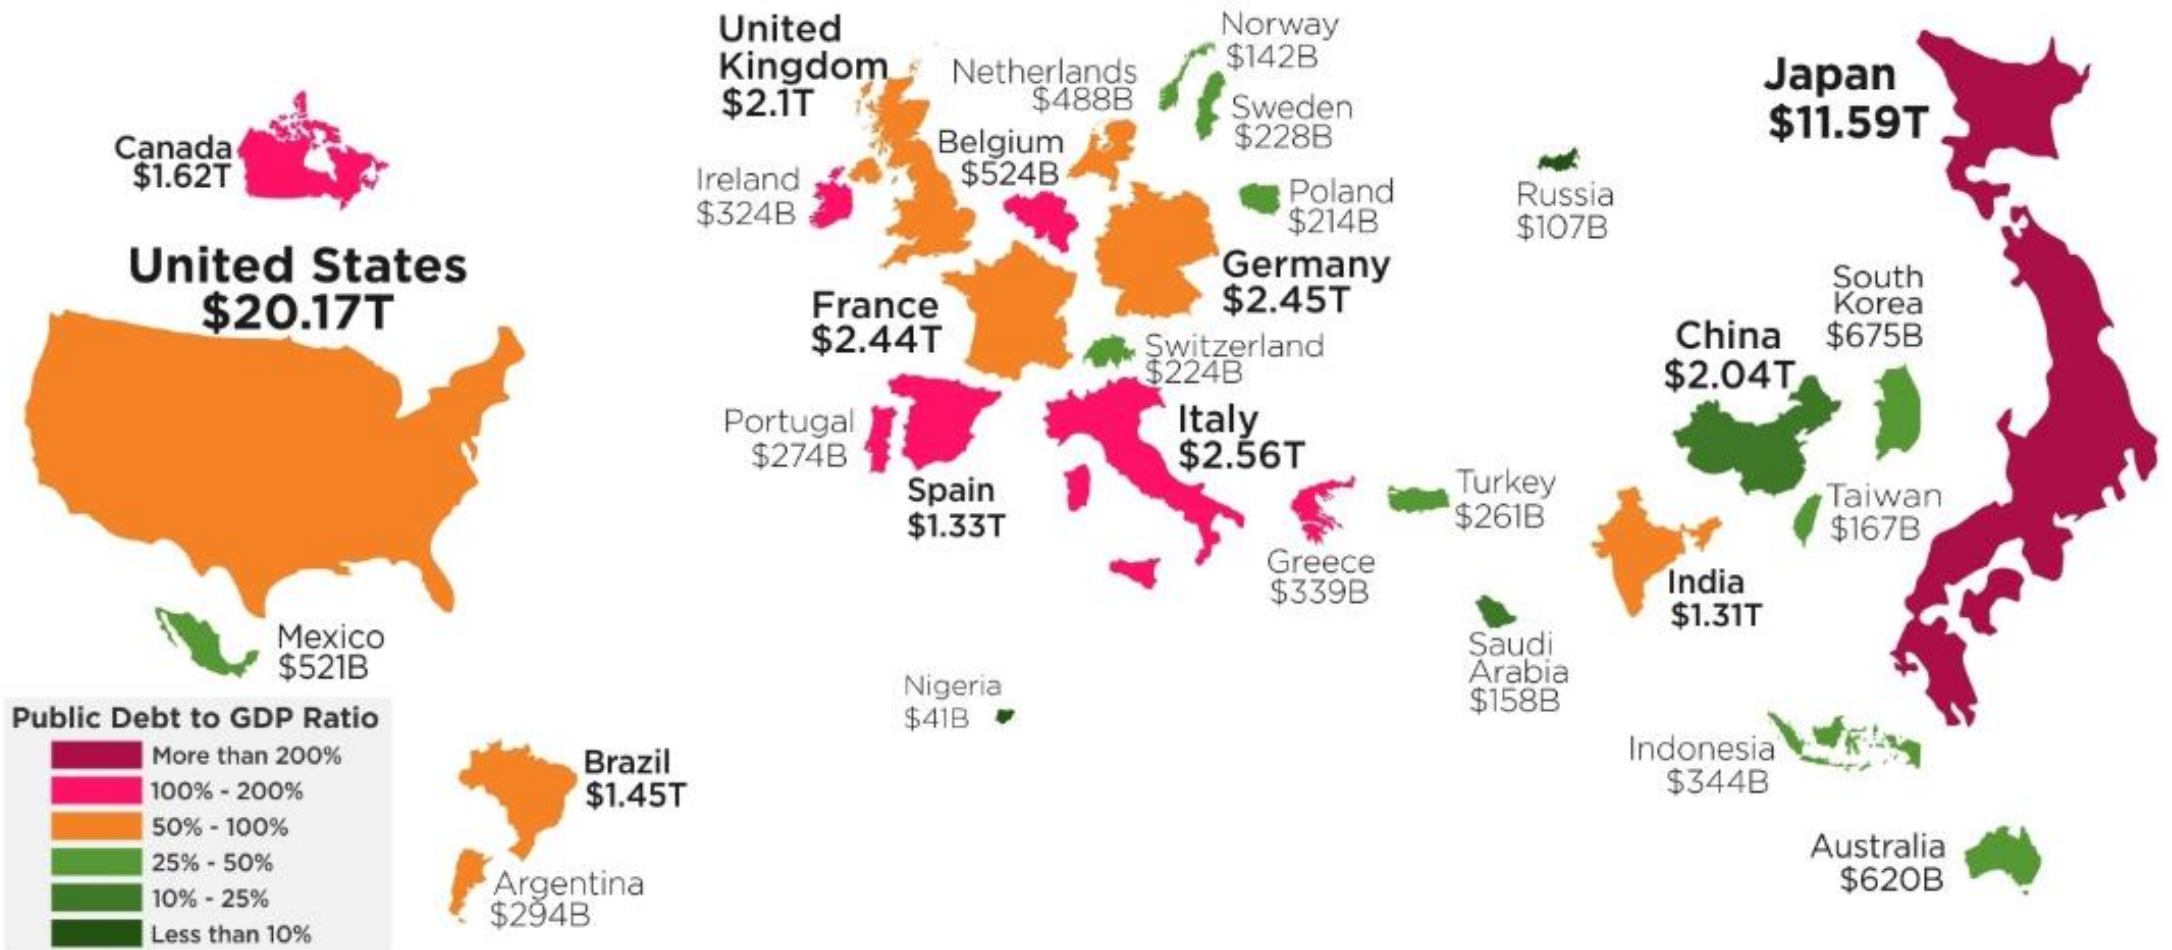 United
Kingdom
$2.1T
Norway
$142B
Netherlands
$488B
Sweden
$228B
Japan
$11.59T
Canada
$1.62T
Belgium
$524B
Ireland
$324B
Poland
$214B
Russia
$107B
United States
$20.17T
France
$2.44T
Germany
$2.45T
South
Korea
$675B
China
$2.04T
Switzerland
$224B
Portugal
$274B
Italy
$2.56T
Spain
$1.33T
Turkey
$261B
Taiwan
$167B
Greece
$339B
India
$1.31T
Mexico
$521B
Saudi
Arabia
$158B
Nigeria
$41B
Indonesia
$344B
Brazil
$1.45T
Argentina
$294B
Australia
$620B
Public Debt to GDP Ratio
More than 200%
100% - 200%
50% - 100%
25% - 50%
10% - 25%
Less than 10%